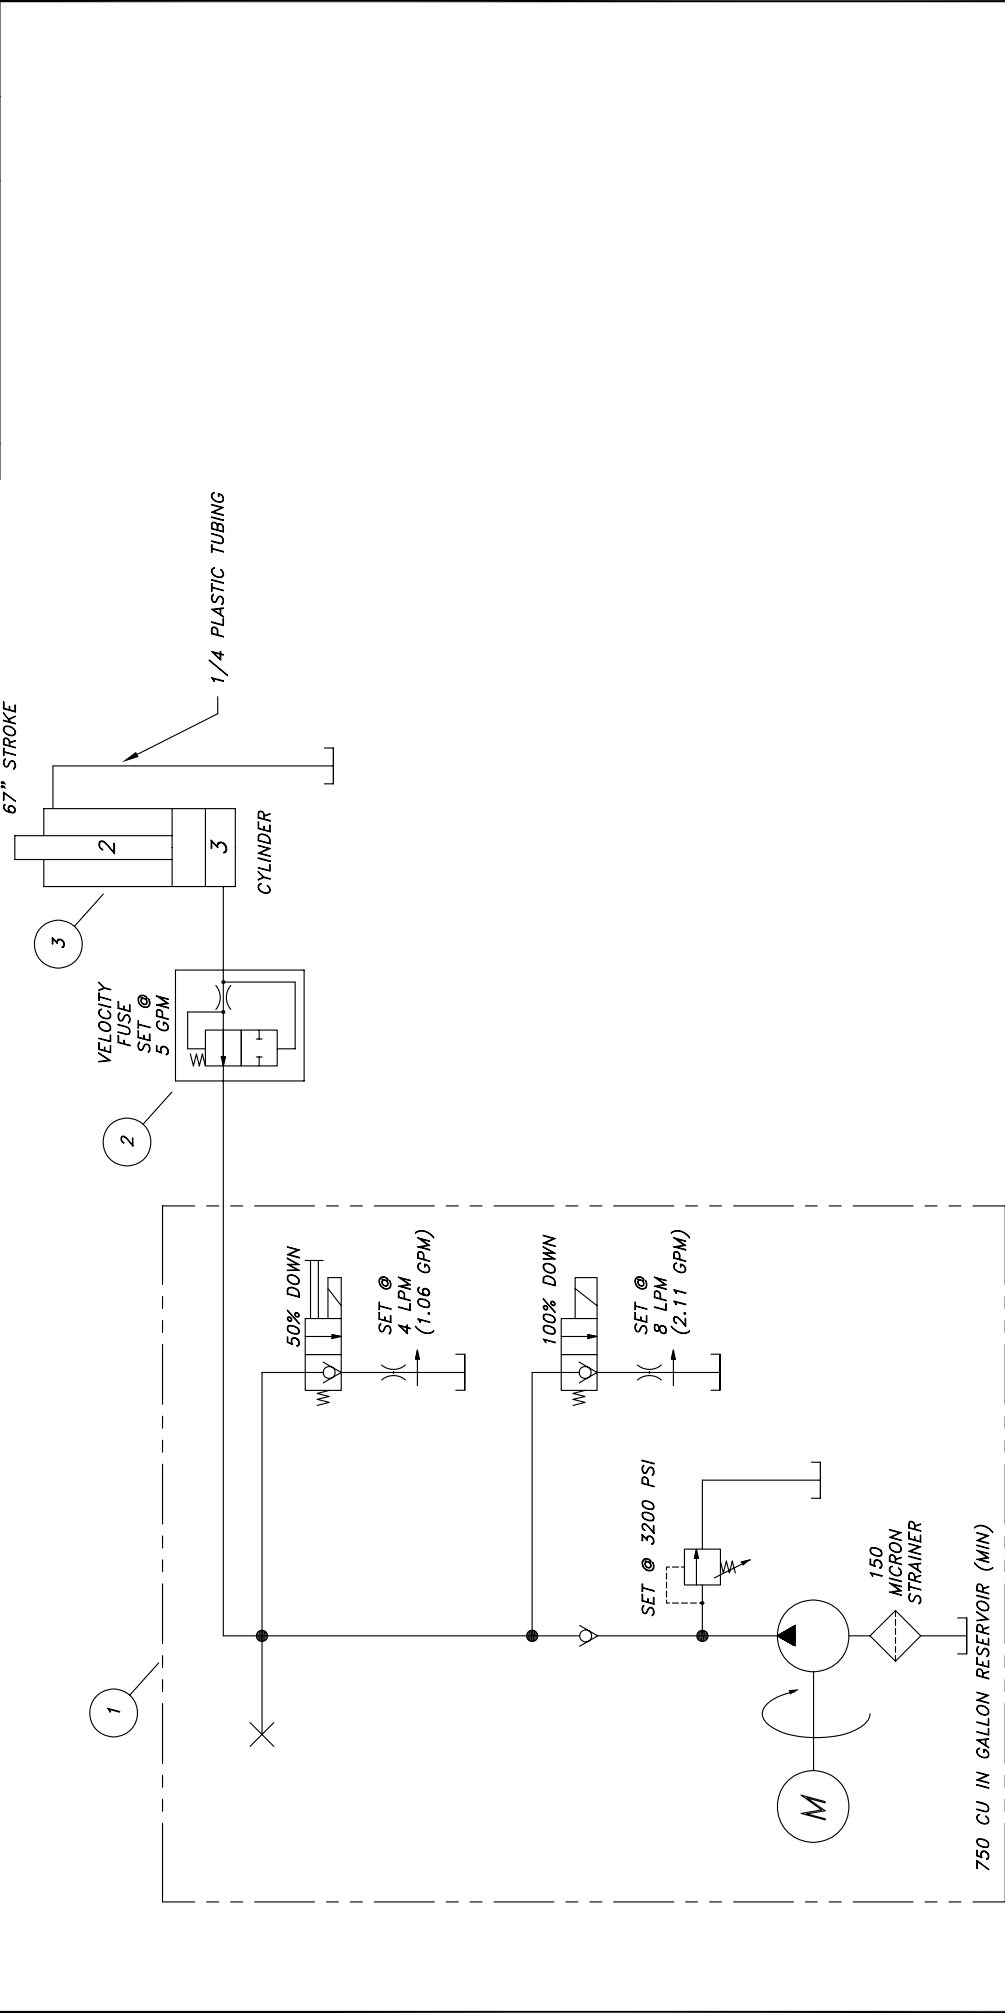 67" STROKE
2
3
3
CYLINDER
1/4 PLASTIC TUBING
VELOCITY
FUSE
SET @
5 GPM
2
50% DOWN
SET @
4 LPM
(1.06 GPM)
100% DOWN
SET @
8 LPM
(2.11 GPM)
SET @ 3200 PSI
1
M
150
MICRON
STRAINER
750 CU IN GALLON RESERVOIR (MIN)